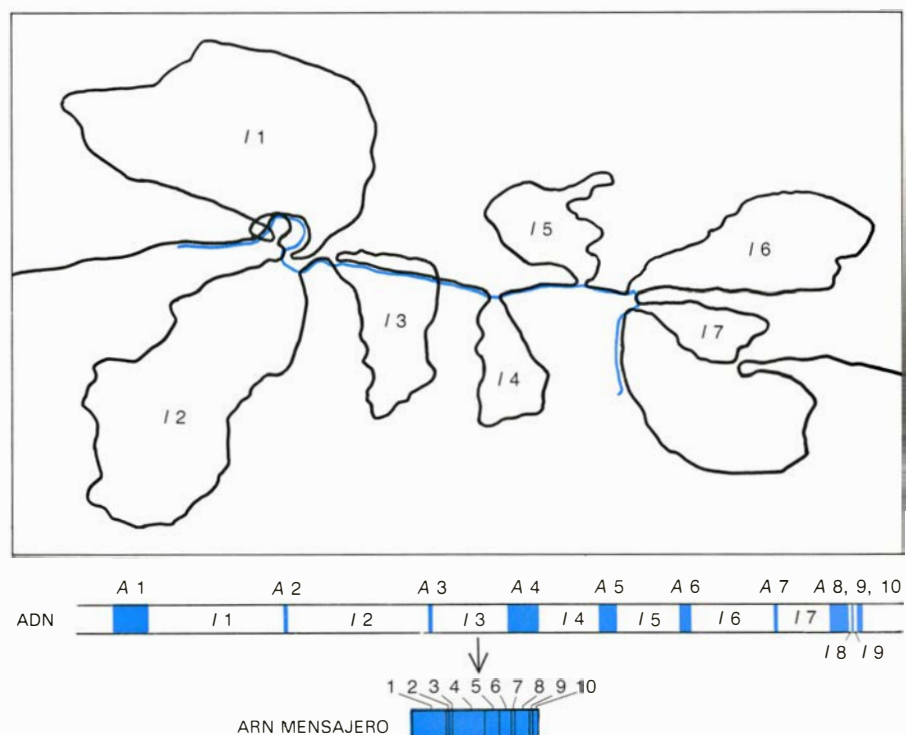 I 1
I 5
I 6
I 3
I 7
I 4
I 2
A 1 A 2 A 3 A 4 A 5 A 6 A 7 A 8, 9, 10
ADN I 1 I 2 I 3 I 4 I 5 I 6 I 7
I 8 I 9
1 2 3 4 5 6 7 8 9 10
ARN MENSAJERO